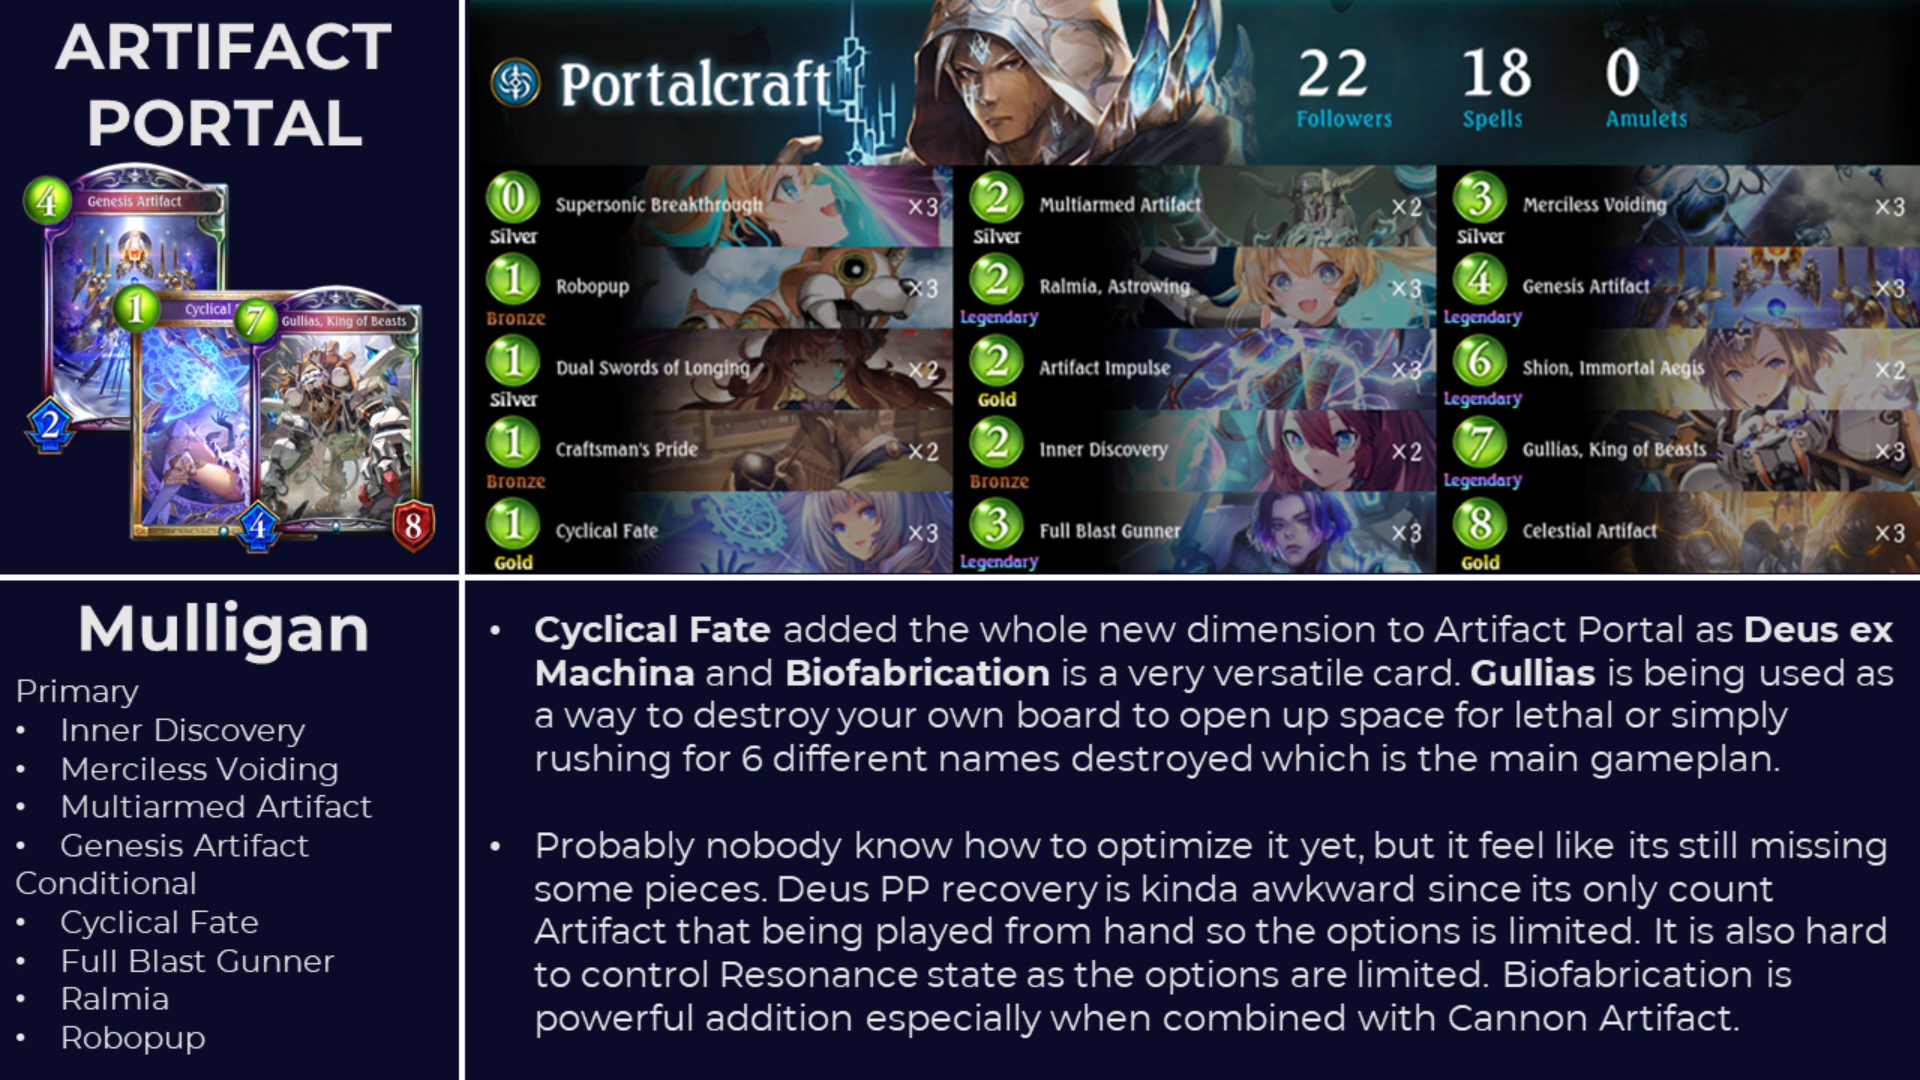 ARTIFACT
PORTAL
4
Genesis Artifact
2
1
Cyclical
7
Gullias, King of Beasts
4
8
Portalcraft
22
Followers
18
Spells
0
Amulets
0 Supersonic Breakthrough ×3
Silver
1 Robopup ×3
Bronze
1 Dual Swords of Longing ×2
Silver
1 Craftsman's Pride ×2
Bronze
1 Cyclical Fate ×3
Gold
2 Multiarmed Artifact ×2
Silver
2 Ralmia, Astrowing ×3
Legendary
2 Artifact Impulse ×3
Gold
2 Inner Discovery ×2
Bronze
3 Full Blast Gunner ×3
Legendary
3 Merciless Voiding ×3
Silver
4 Genesis Artifact ×3
Legendary
6 Shion, Immortal Aegis ×2
Legendary
7 Gullias, King of Beasts ×3
Legendary
8 Celestial Artifact ×3
Gold
Mulligan
Primary
• Inner Discovery
• Merciless Voiding
• Multiarmed Artifact
• Genesis Artifact
Conditional
• Cyclical Fate
• Full Blast Gunner
• Ralmia
• Robopup
• Cyclical Fate added the whole new dimension to Artifact Portal as Deus ex
Machina and Biofabrication is a very versatile card. Gullias is being used as
a way to destroy your own board to open up space for lethal or simply
rushing for 6 different names destroyed which is the main gameplan.
• Probably nobody know how to optimize it yet, but it feel like its still missing
some pieces. Deus PP recovery is kinda awkward since its only count
Artifact that being played from hand so the options is limited. It is also hard
to control Resonance state as the options are limited. Biofabrication is
powerful addition especially when combined with Cannon Artifact.